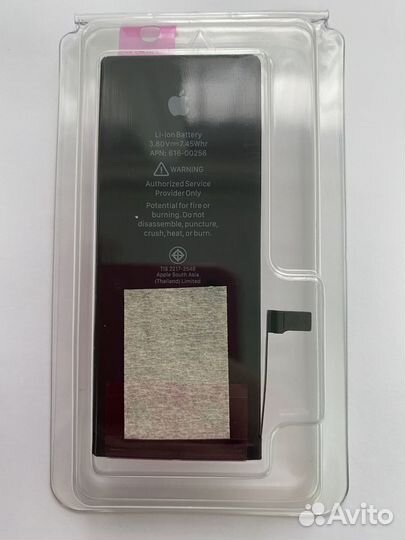 Li-Ion Battery
3.80V⎓7.45Whr
APN: 616-00256
WARNING
Authorized Service
Provider Only
Potential for fire or
burning. Do not
disassemble, puncture,
crush, heat, or burn.
TIS 2217-2548
Apple South Asia
(Thailand) Limited
Avito